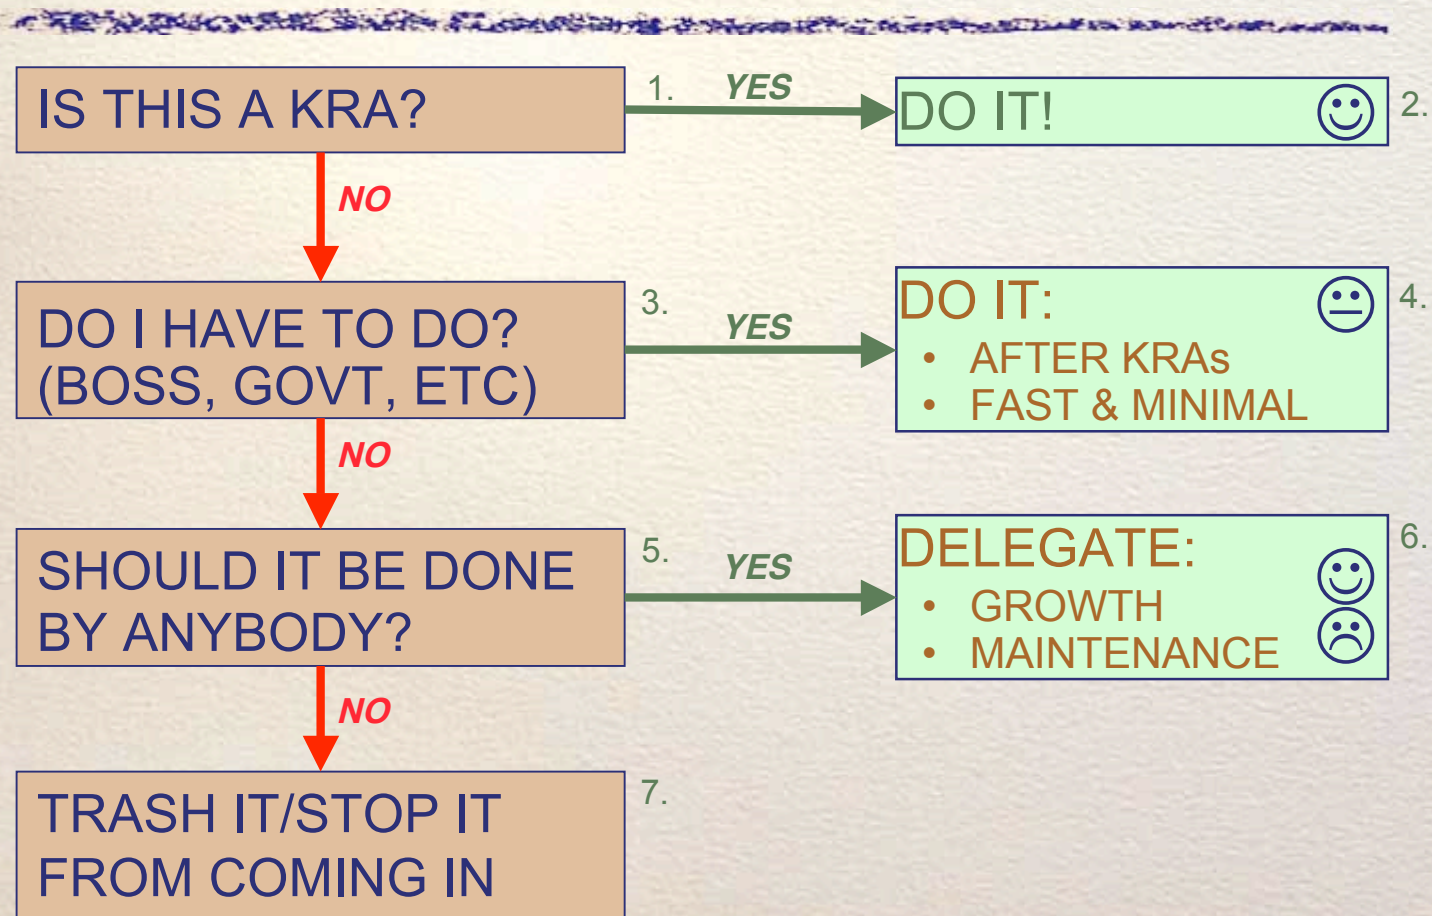 IS THIS A KRA?
1.
YES
DO IT!
2.
NO
DO I HAVE TO DO?
(BOSS, GOVT, ETC)
3.
YES
DO IT:
• AFTER KRAs
• FAST & MINIMAL
4.
NO
SHOULD IT BE DONE
BY ANYBODY?
5.
YES
DELEGATE:
• GROWTH
• MAINTENANCE
6.
NO
TRASH IT/STOP IT
FROM COMING IN
7.